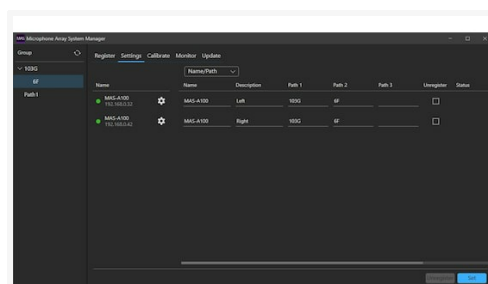 MAS Microphone Array System Manager
Group
Register Settings Calibrate Monitor Update
103G
6F
Path1
Name/Path
Name Name Description Path 1 Path 2 Path 3 Unregister Status
MAS-A100 MAS-A100 Left 103G 6F
192.168.0.32
MAS-A100 MAS-A100 Right 103G 6F
192.168.0.42
Unregister Set